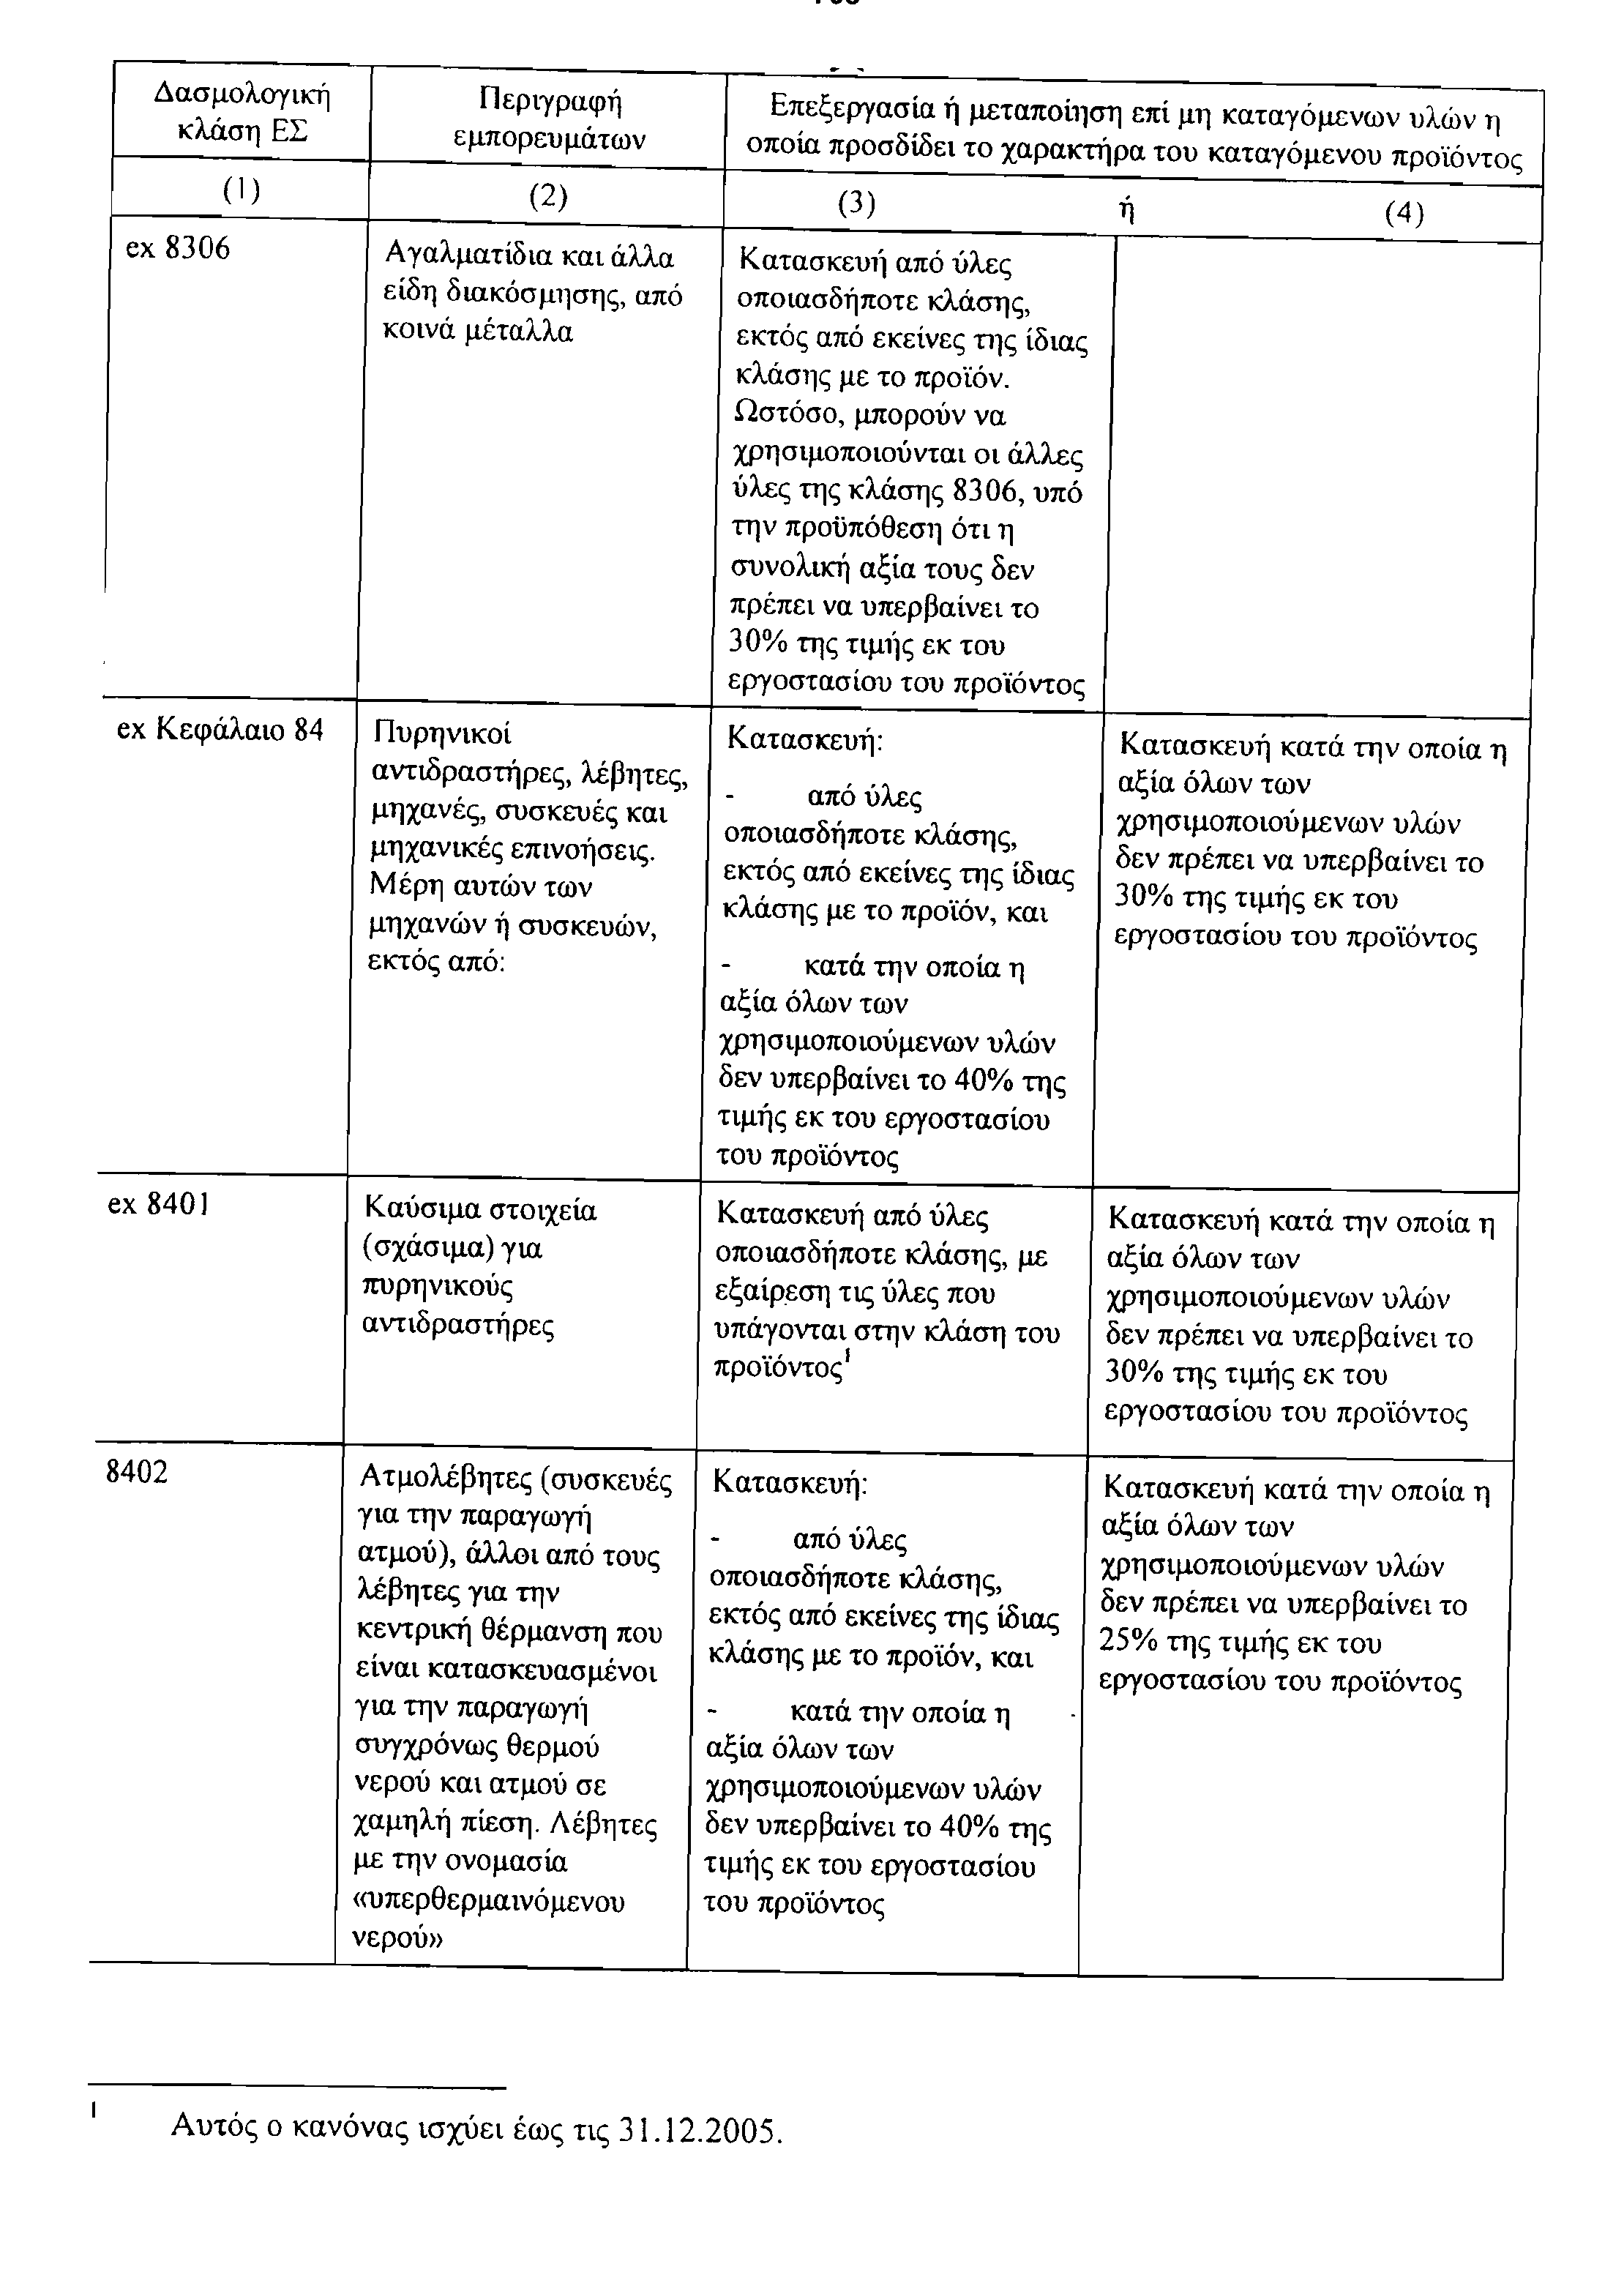 Δασμολογική
κλάση ΕΣ
Περιγραφή
εμπορευμάτων
Επεξεργασία ή μεταποίηση επί μη καταγόμενων υλών η
οποία προσδίδει το χαρακτήρα του καταγόμενου προϊόντος
(1)
(2)
(3) ή (4)
ex 8306
Αγαλματίδια και άλλα
είδη διακόσμησης, από
κοινά μέταλλα
Κατασκευή από ύλες
οποιασδήποτε κλάσης,
εκτός από εκείνες της ίδιας
κλάσης με το προϊόν.
Ωστόσο, μπορούν να
χρησιμοποιούνται οι άλλες
ύλες της κλάσης 8306, υπό
την προϋπόθεση ότι η
συνολική αξία τους δεν
πρέπει να υπερβαίνει το
30% της τιμής εκ του
εργοστασίου του προϊόντος
ex Κεφάλαιο 84
Πυρηνικοί
αντιδραστήρες, λέβητες,
μηχανές, συσκευές και
μηχανικές επινοήσεις.
Μέρη αυτών των
μηχανών ή συσκευών,
εκτός από:
Κατασκευή:
- από ύλες
οποιασδήποτε κλάσης,
εκτός από εκείνες της ίδιας
κλάσης με το προϊόν, και
- κατά την οποία η
αξία όλων των
χρησιμοποιούμενων υλών
δεν υπερβαίνει το 40% της
τιμής εκ του εργοστασίου
του προϊόντος
Κατασκευή κατά την οποία η
αξία όλων των
χρησιμοποιούμενων υλών
δεν πρέπει να υπερβαίνει το
30% της τιμής εκ του
εργοστασίου του προϊόντος
ex 8401
Καύσιμα στοιχεία
(σχάσιμα) για
πυρηνικούς
αντιδραστήρες
Κατασκευή από ύλες
οποιασδήποτε κλάσης, με
εξαίρεση τις ύλες που
υπάγονται στην κλάση του
προϊόντος¹
Κατασκευή κατά την οποία η
αξία όλων των
χρησιμοποιούμενων υλών
δεν πρέπει να υπερβαίνει το
30% της τιμής εκ του
εργοστασίου του προϊόντος
8402
Ατμολέβητες (συσκευές
για την παραγωγή
ατμού), άλλοι από τους
λέβητες για την
κεντρική θέρμανση που
είναι κατασκευασμένοι
για την παραγωγή
συγχρόνως θερμού
νερού και ατμού σε
χαμηλή πίεση. Λέβητες
με την ονομασία
«υπερθερμαινόμενου
νερού»
Κατασκευή:
- από ύλες
οποιασδήποτε κλάσης,
εκτός από εκείνες της ίδιας
κλάσης με το προϊόν, και
- κατά την οποία η
αξία όλων των
χρησιμοποιούμενων υλών
δεν υπερβαίνει το 40% της
τιμής εκ του εργοστασίου
του προϊόντος
Κατασκευή κατά την οποία η
αξία όλων των
χρησιμοποιούμενων υλών
δεν πρέπει να υπερβαίνει το
25% της τιμής εκ του
εργοστασίου του προϊόντος
¹ Αυτός ο κανόνας ισχύει έως τις 31.12.2005.